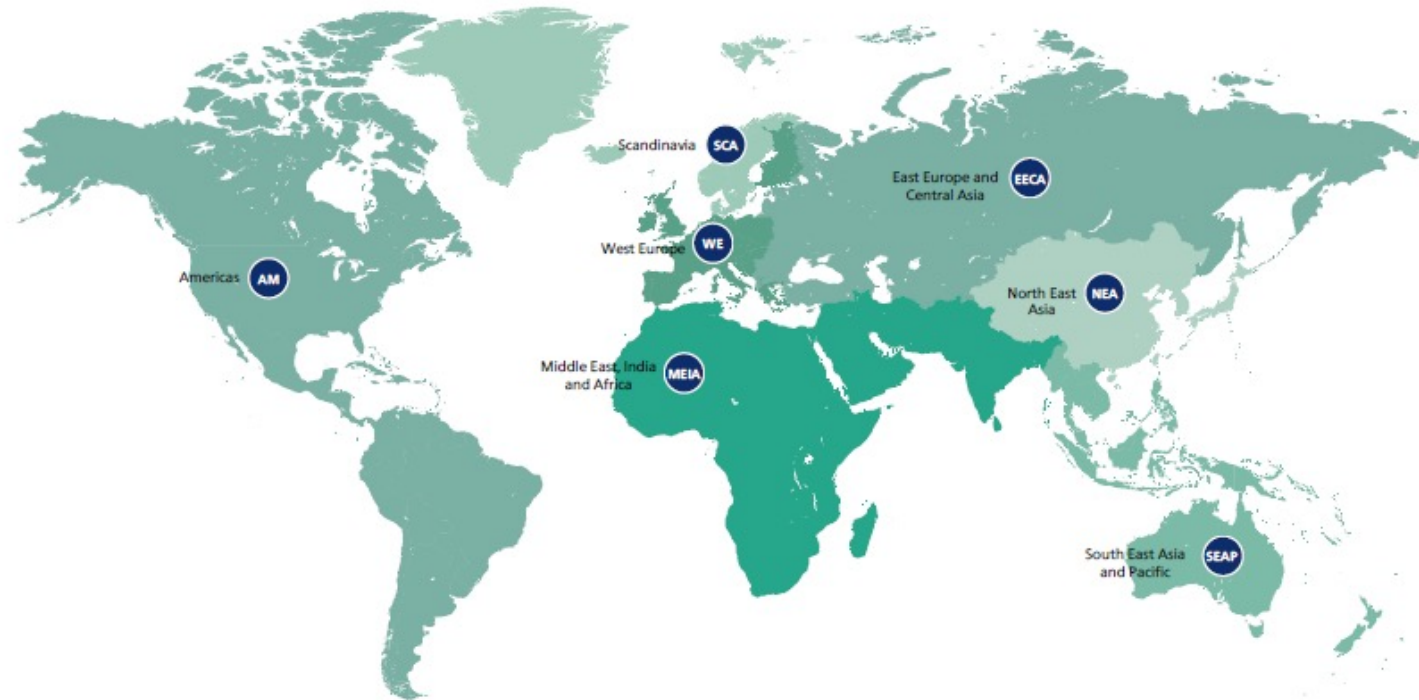 Scandinavia
SCA
East Europe and
Central Asia
EECA
West Europe
WE
Americas
AM
North East
Asia
NEA
Middle East, India
and Africa
MEIA
South East Asia
and Pacific
SEAP